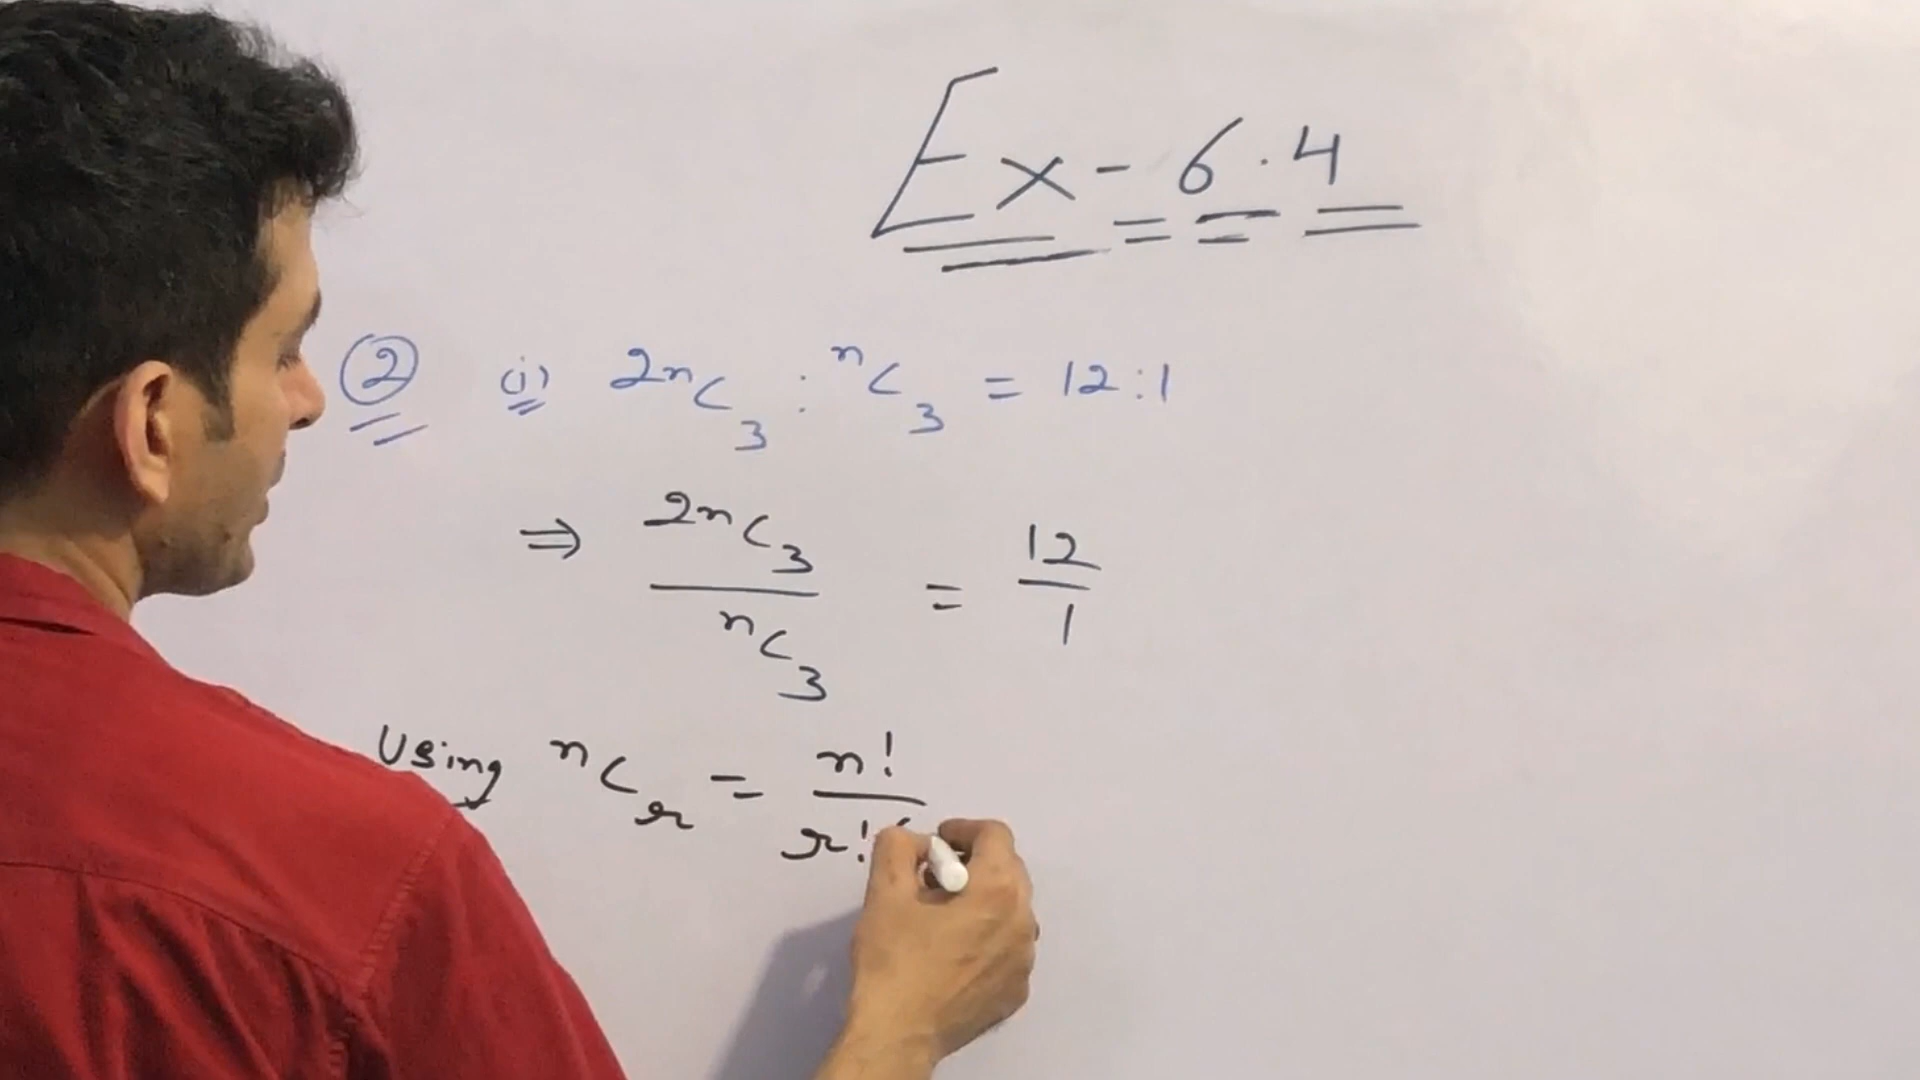 Ex - 6.4
② (i) ²ⁿC₃ : ⁿC₃ = 12 : 1
⇒ ²ⁿC₃ / ⁿC₃ = 12 / 1
Using ⁿCᵣ = n! / r! (